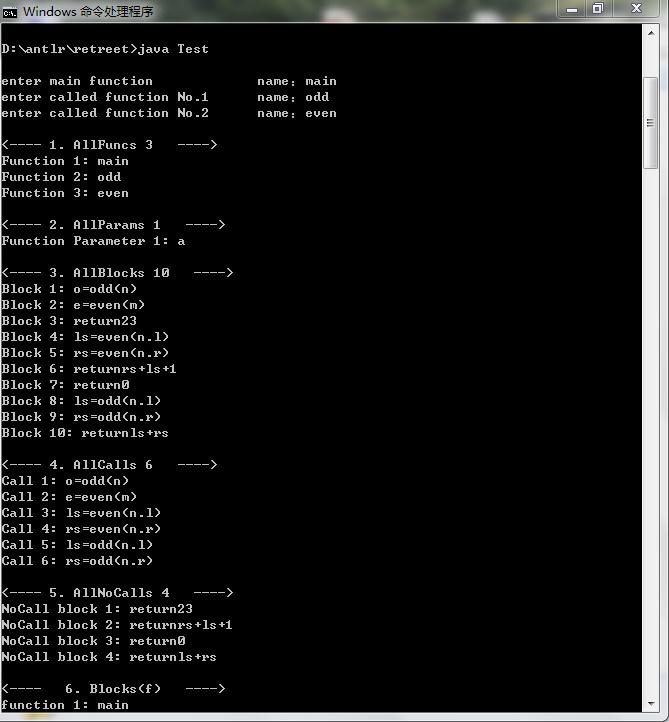 Windows 命令处理程序
D:\antlr\retreet>java Test
enter main function name: main
enter called function No.1 name: odd
enter called function No.2 name: even
<---- 1. AllFuncs 3 ---->
Function 1: main
Function 2: odd
Function 3: even
<---- 2. AllParams 1 ---->
Function Parameter 1: a
<---- 3. AllBlocks 10 ---->
Block 1: o=odd(n)
Block 2: e=even(m)
Block 3: return23
Block 4: ls=even(n.l)
Block 5: rs=even(n.r)
Block 6: returnrs+ls+1
Block 7: return0
Block 8: ls=odd(n.l)
Block 9: rs=odd(n.r)
Block 10: returnls+rs
<---- 4. AllCalls 6 ---->
Call 1: o=odd(n)
Call 2: e=even(m)
Call 3: ls=even(n.l)
Call 4: rs=even(n.r)
Call 5: ls=odd(n.l)
Call 6: rs=odd(n.r)
<---- 5. AllNoCalls 4 ---->
NoCall block 1: return23
NoCall block 2: returnrs+ls+1
NoCall block 3: return0
NoCall block 4: returnls+rs
<---- 6. Blocks(f) ---->
function 1: main